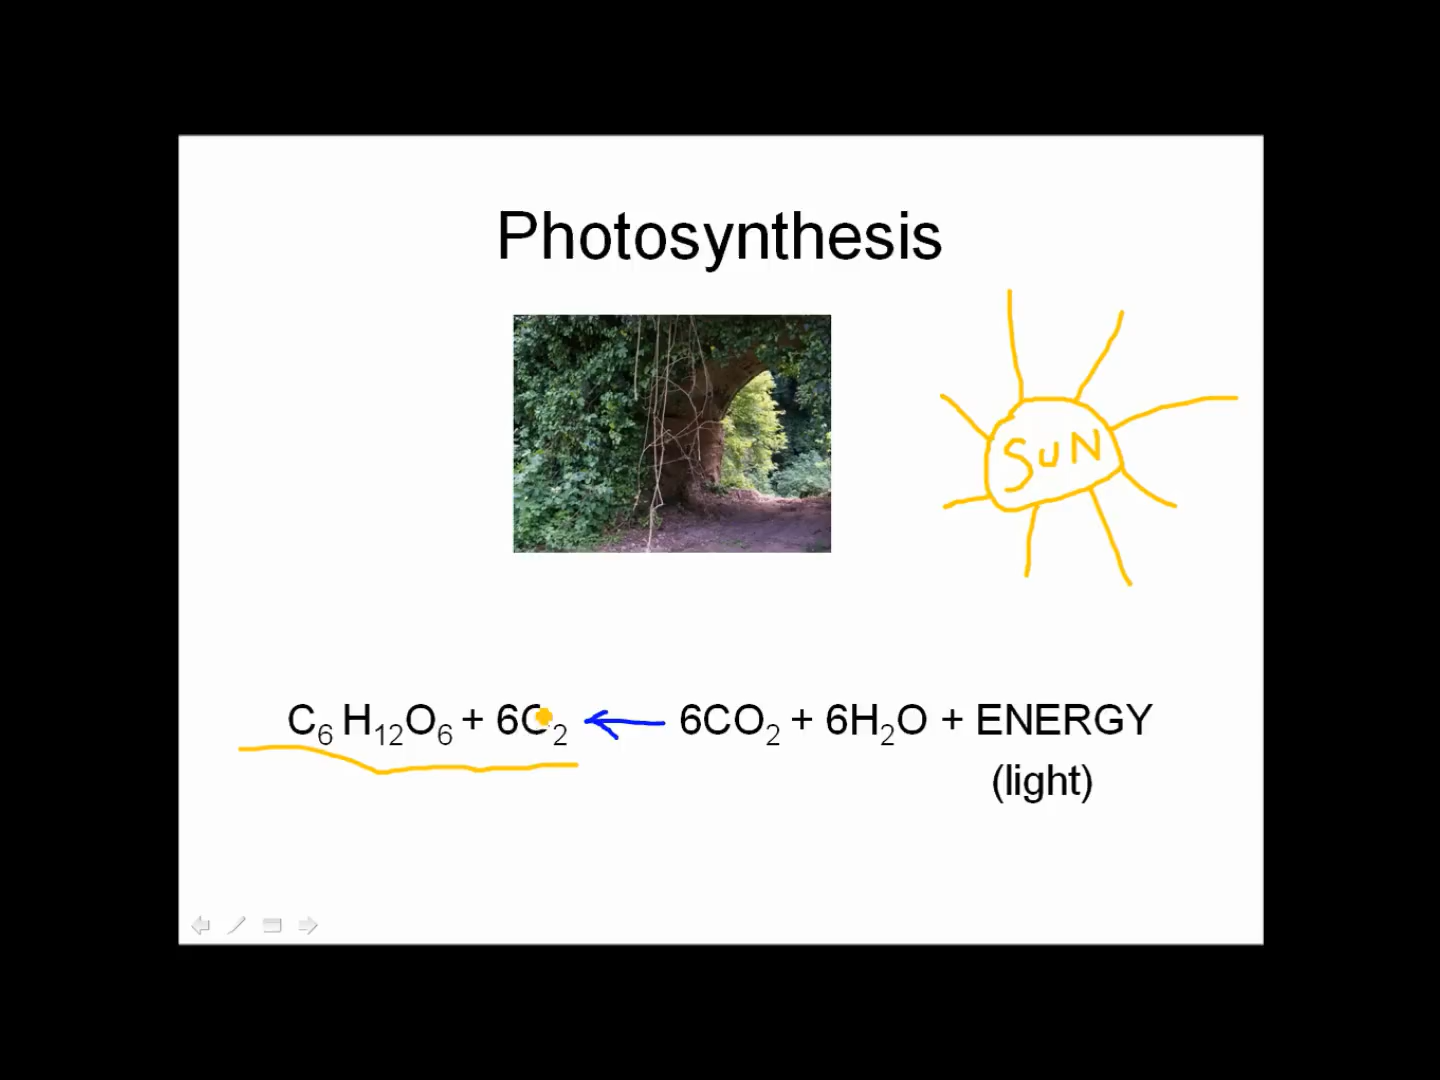 Photosynthesis
SUN
C₆ H₁₂O₆ + 6O₂ ← 6CO₂ + 6H₂O + ENERGY
(light)